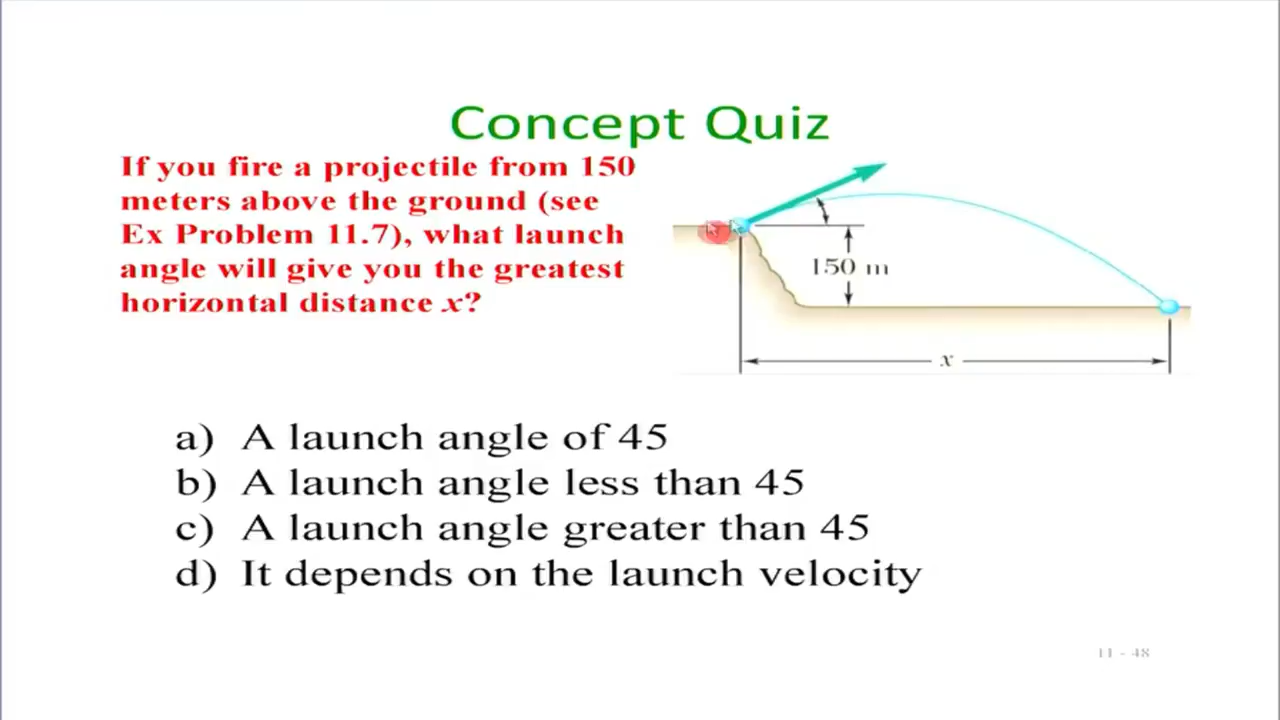 Concept Quiz
If you fire a projectile from 150
meters above the ground (see
Ex Problem 11.7), what launch
angle will give you the greatest
horizontal distance x?
150 m
x
a) A launch angle of 45
b) A launch angle less than 45
c) A launch angle greater than 45
d) It depends on the launch velocity
11 - 48